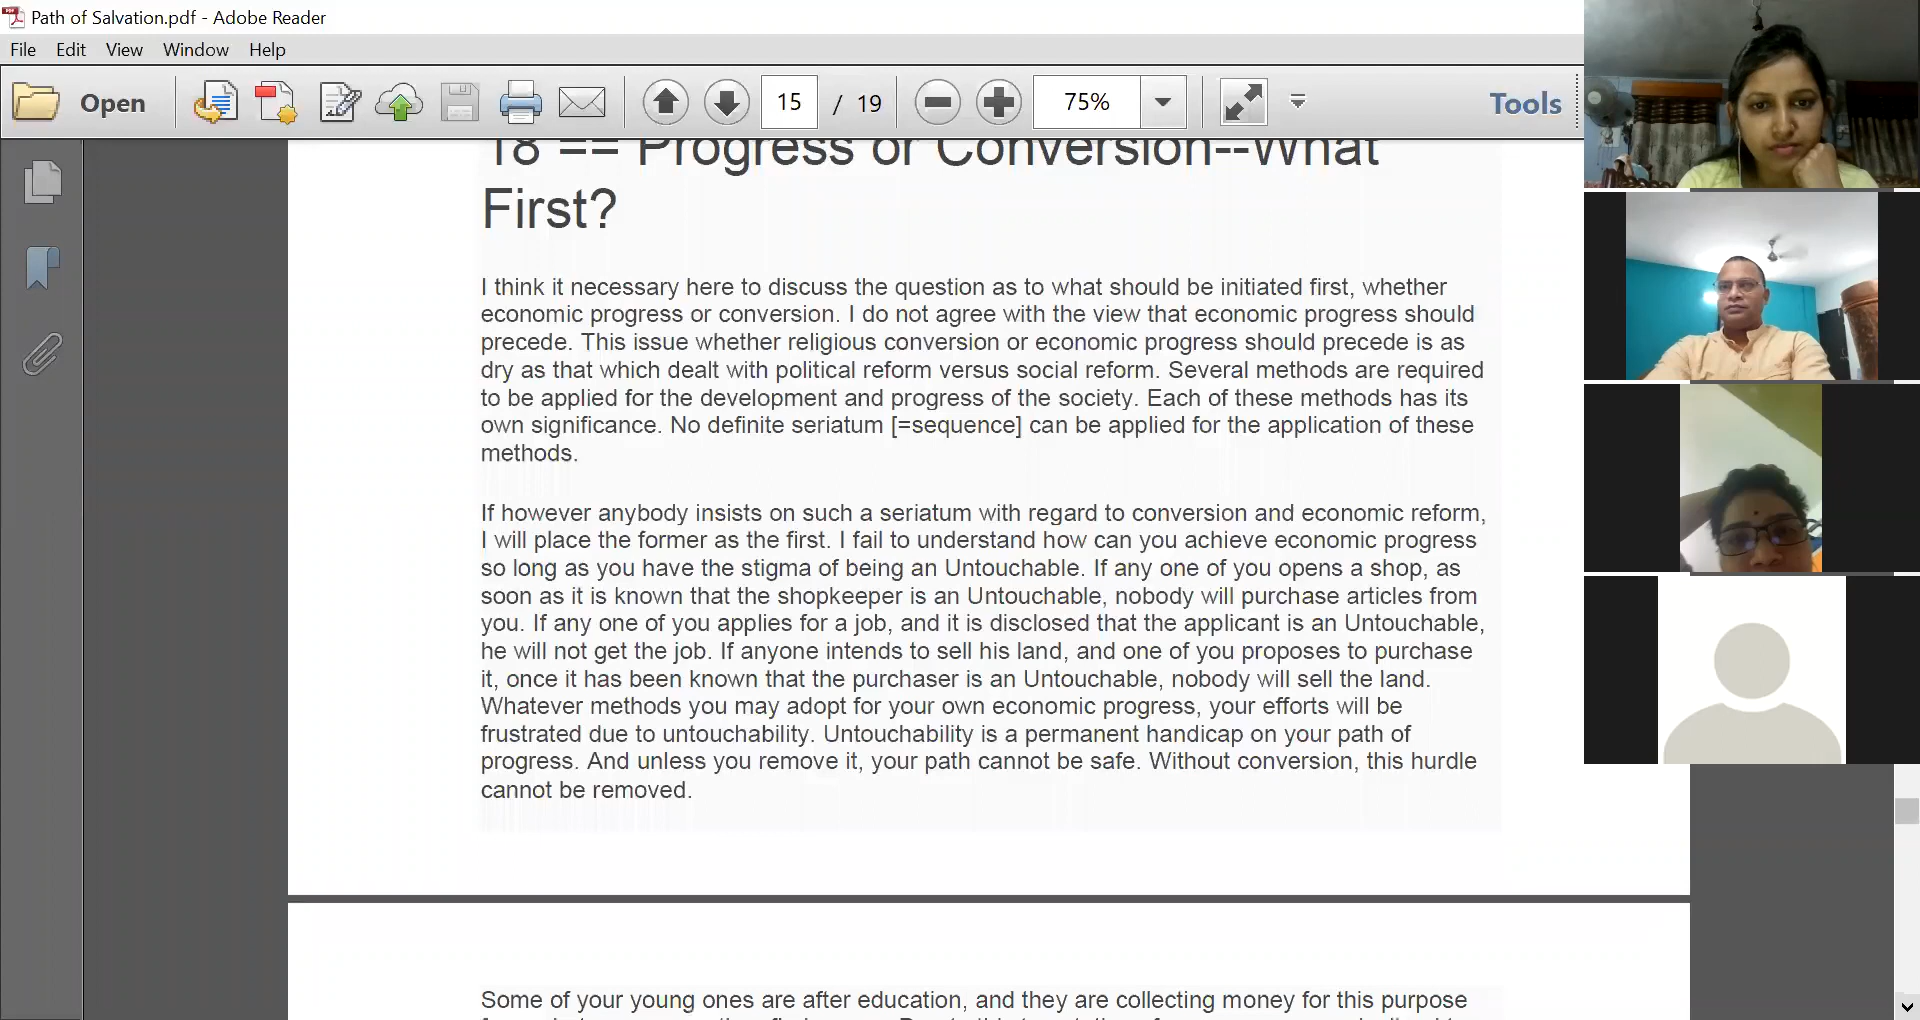 Path of Salvation.pdf - Adobe Reader
File Edit View Window Help
Open 15 / 19 75% Tools
18 == Progress or Conversion--What
First?
I think it necessary here to discuss the question as to what should be initiated first, whether
economic progress or conversion. I do not agree with the view that economic progress should
precede. This issue whether religious conversion or economic progress should precede is as
dry as that which dealt with political reform versus social reform. Several methods are required
to be applied for the development and progress of the society. Each of these methods has its
own significance. No definite seriatum [=sequence] can be applied for the application of these
methods.
If however anybody insists on such a seriatum with regard to conversion and economic reform,
I will place the former as the first. I fail to understand how can you achieve economic progress
so long as you have the stigma of being an Untouchable. If any one of you opens a shop, as
soon as it is known that the shopkeeper is an Untouchable, nobody will purchase articles from
you. If any one of you applies for a job, and it is disclosed that the applicant is an Untouchable,
he will not get the job. If anyone intends to sell his land, and one of you proposes to purchase
it, once it has been known that the purchaser is an Untouchable, nobody will sell the land.
Whatever methods you may adopt for your own economic progress, your efforts will be
frustrated due to untouchability. Untouchability is a permanent handicap on your path of
progress. And unless you remove it, your path cannot be safe. Without conversion, this hurdle
cannot be removed.
Some of your young ones are after education, and they are collecting money for this purpose